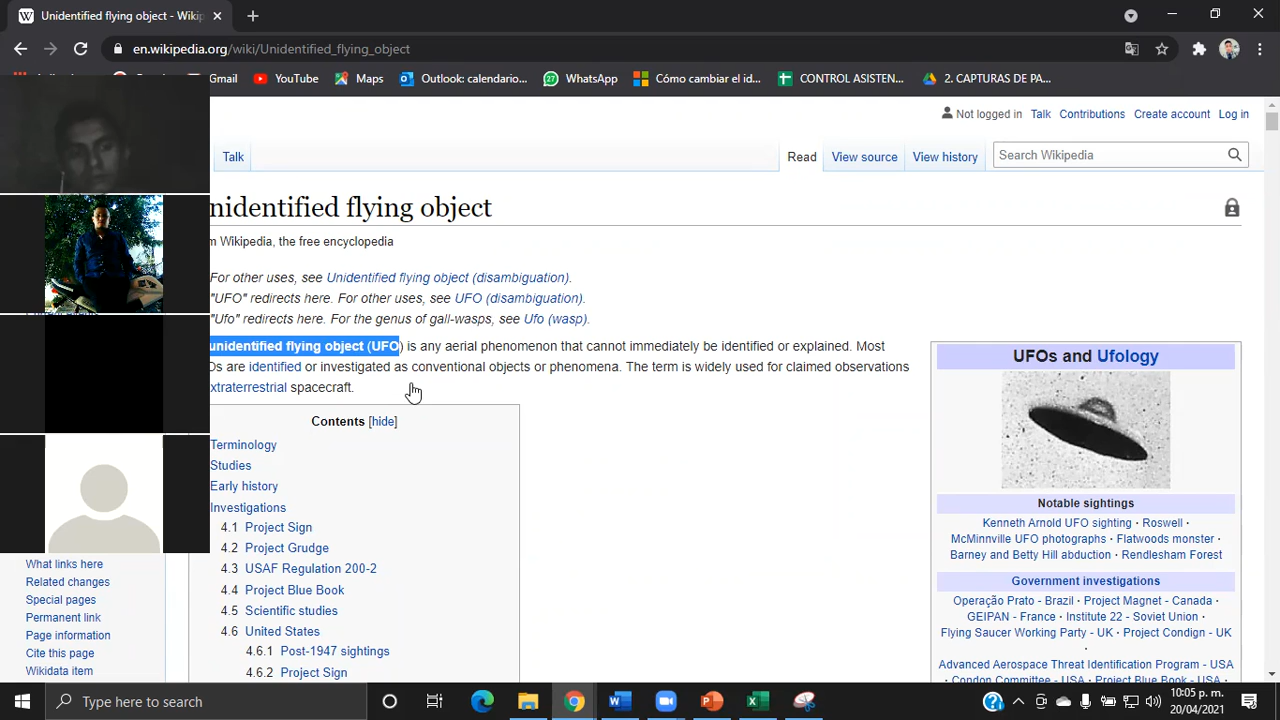 Unidentified flying object - Wikip
en.wikipedia.org/wiki/Unidentified_flying_object
Gmail
YouTube
Maps
Outlook: calendario...
27
WhatsApp
Cómo cambiar el id...
CONTROL ASISTEN...
2. CAPTURAS DE PA...
Not logged in Talk Contributions Create account Log in
Talk
Read View source View history
Search Wikipedia
nidentified flying object
m Wikipedia, the free encyclopedia
For other uses, see Unidentified flying object (disambiguation).
"UFO" redirects here. For other uses, see UFO (disambiguation).
"Ufo" redirects here. For the genus of gall-wasps, see Ufo (wasp).
unidentified flying object (UFO) is any aerial phenomenon that cannot immediately be identified or explained. Most
Os are identified or investigated as conventional objects or phenomena. The term is widely used for claimed observations
xtraterrestrial spacecraft.
Contents [hide]
Terminology
Studies
Early history
Investigations
4.1 Project Sign
4.2 Project Grudge
4.3 USAF Regulation 200-2
4.4 Project Blue Book
4.5 Scientific studies
4.6 United States
4.6.1 Post-1947 sightings
4.6.2 Project Sign
What links here
Related changes
Special pages
Permanent link
Page information
Cite this page
Wikidata item
UFOs and Ufology
Notable sightings
Kenneth Arnold UFO sighting · Roswell ·
McMinnville UFO photographs · Flatwoods monster ·
Barney and Betty Hill abduction · Rendlesham Forest
Government investigations
Operação Prato - Brazil · Project Magnet - Canada ·
GEIPAN - France · Institute 22 - Soviet Union ·
Flying Saucer Working Party - UK · Project Condign - UK
·
Advanced Aerospace Threat Identification Program - USA
Condon Committee - USA · Project Blue Book - USA ·
Type here to search
10:05 p. m.
20/04/2021